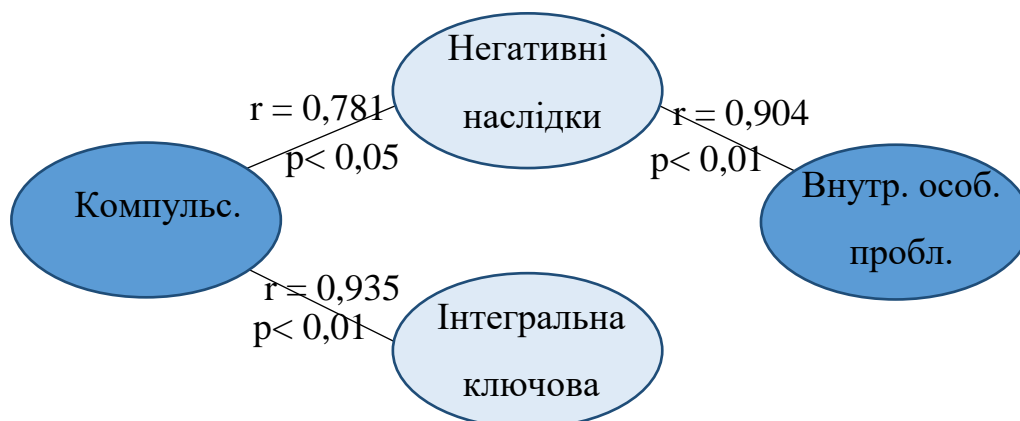 Негативні
наслідки
r = 0,781
p< 0,05
r = 0,904
p< 0,01
Компульс.
Внутр. особ.
пробл.
r = 0,935
p< 0,01
Інтегральна
ключова